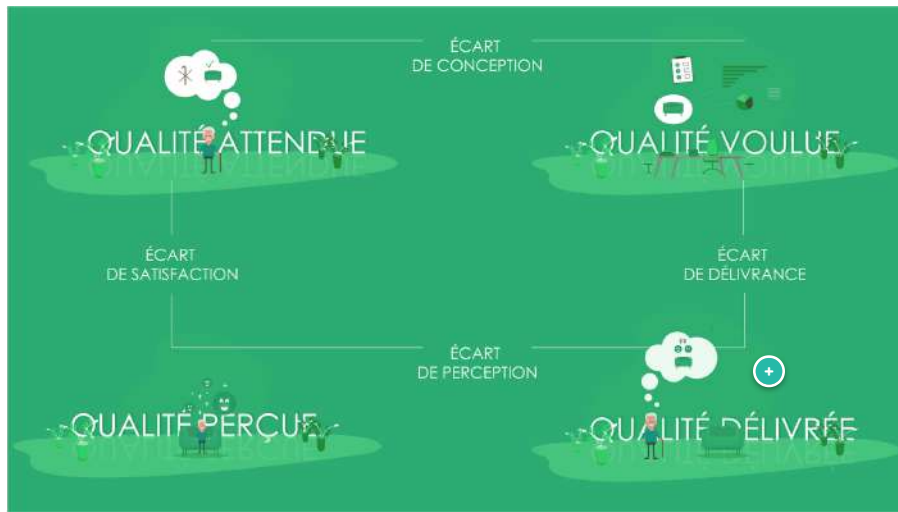 ÉCART
DE CONCEPTION
QUALITÉ ATTENDUE
QUALITÉ VOULUE
ÉCART
DE SATISFACTION
ÉCART
DE DÉLIVRANCE
ÉCART
DE PERCEPTION
QUALITÉ PERÇUE
QUALITÉ DÉLIVRÉE